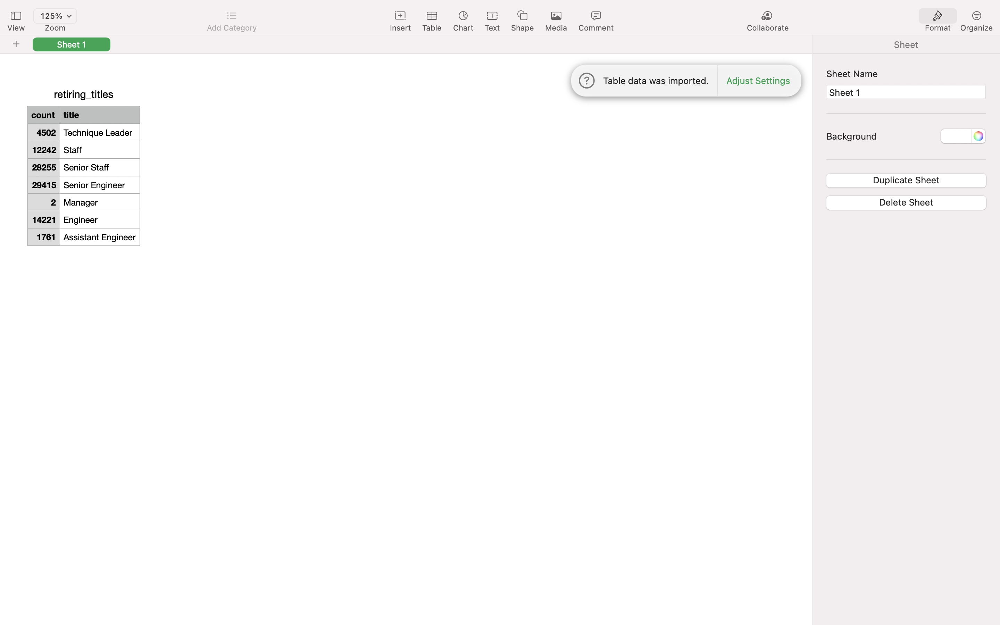 125%
View
Zoom
Add Category
Insert
Table
Chart
Text
Shape
Media
Comment
Collaborate
Format
Organize
Sheet 1
Sheet
Table data was imported.
Adjust Settings
retiring_titles
count title
4502 Technique Leader
12242 Staff
28255 Senior Staff
29415 Senior Engineer
2 Manager
14221 Engineer
1761 Assistant Engineer
Sheet Name
Sheet 1
Background
Duplicate Sheet
Delete Sheet